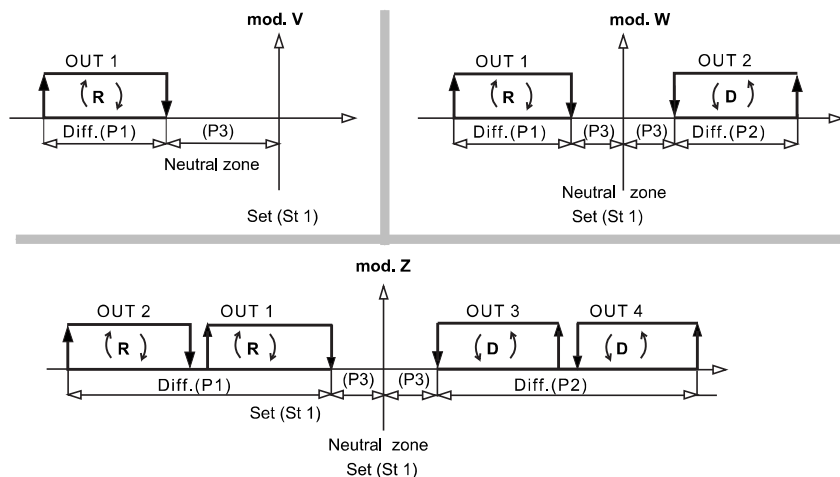 mod. V
OUT 1
R
Diff.(P1)
(P3)
Neutral zone
Set (St 1)
mod. W
OUT 1
OUT 2
R
D
Diff.(P1)
(P3)
(P3)
Diff.(P2)
Neutral zone
Set (St 1)
mod. Z
OUT 2
OUT 1
OUT 3
OUT 4
R
R
D
D
Diff.(P1)
(P3)
(P3)
Diff.(P2)
Set (St 1)
Neutral zone
Set (St 1)